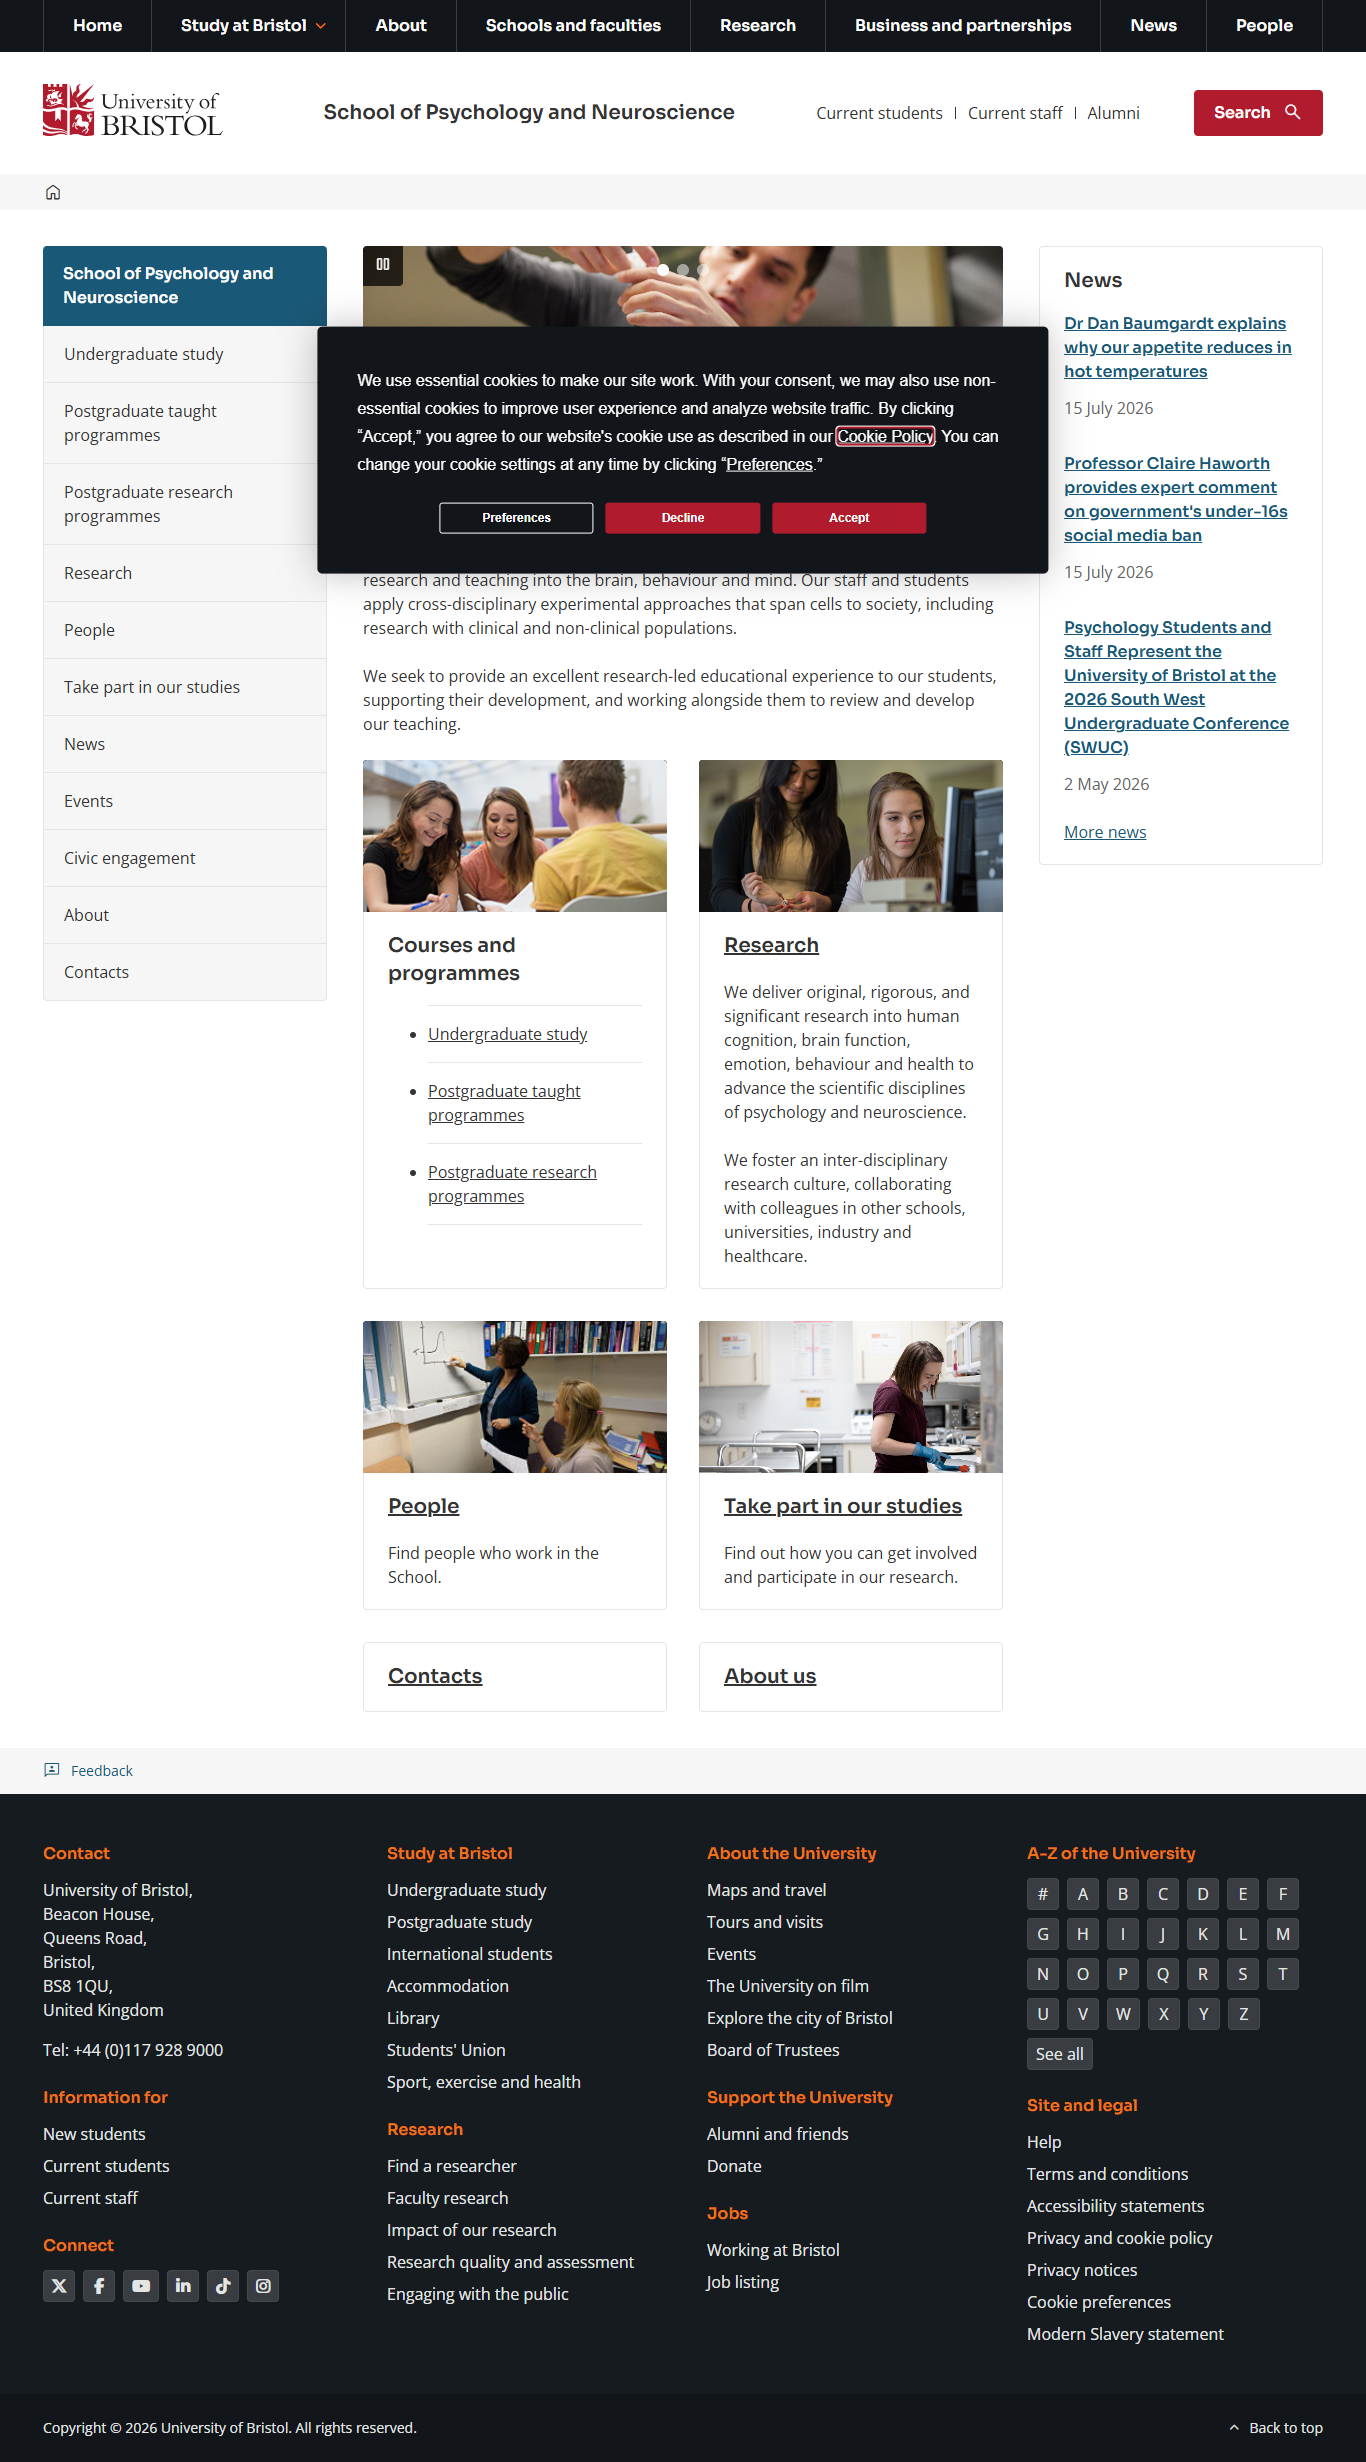 Home
Study at Bristol
About
Schools and faculties
Research
Business and partnerships
News
People
University of
BRISTOL
School of Psychology and Neuroscience
Current students
Current staff
Alumni
Search
School of Psychology and
Neuroscience
Undergraduate study
Postgraduate taught
programmes
Postgraduate research
programmes
Research
People
Take part in our studies
News
Events
Civic engagement
About
Contacts
We use essential cookies to make our site work. With your consent, we may also use non-
essential cookies to improve user experience and analyze website traffic. By clicking
“Accept,” you agree to our website's cookie use as described in our Cookie Policy. You can
change your cookie settings at any time by clicking “Preferences.”
Preferences
Decline
Accept
research and teaching into the brain, behaviour and mind. Our staff and students
apply cross-disciplinary experimental approaches that span cells to society, including
research with clinical and non-clinical populations.
We seek to provide an excellent research-led educational experience to our students,
supporting their development, and working alongside them to review and develop
our teaching.
Courses and
programmes
Undergraduate study
Postgraduate taught
programmes
Postgraduate research
programmes
Research
We deliver original, rigorous, and
significant research into human
cognition, brain function,
emotion, behaviour and health to
advance the scientific disciplines
of psychology and neuroscience.
We foster an inter-disciplinary
research culture, collaborating
with colleagues in other schools,
universities, industry and
healthcare.
People
Find people who work in the
School.
Take part in our studies
Find out how you can get involved
and participate in our research.
Contacts
About us
News
Dr Dan Baumgardt explains
why our appetite reduces in
hot temperatures
15 July 2026
Professor Claire Haworth
provides expert comment
on government's under-16s
social media ban
15 July 2026
Psychology Students and
Staff Represent the
University of Bristol at the
2026 South West
Undergraduate Conference
(SWUC)
2 May 2026
More news
Feedback
Contact
University of Bristol,
Beacon House,
Queens Road,
Bristol,
BS8 1QU,
United Kingdom
Tel: +44 (0)117 928 9000
Information for
New students
Current students
Current staff
Connect
Study at Bristol
Undergraduate study
Postgraduate study
International students
Accommodation
Library
Students' Union
Sport, exercise and health
Research
Find a researcher
Faculty research
Impact of our research
Research quality and assessment
Engaging with the public
About the University
Maps and travel
Tours and visits
Events
The University on film
Explore the city of Bristol
Board of Trustees
Support the University
Alumni and friends
Donate
Jobs
Working at Bristol
Job listing
A-Z of the University
# A B C D E F
G H I J K L M
N O P Q R S T
U V W X Y Z
See all
Site and legal
Help
Terms and conditions
Accessibility statements
Privacy and cookie policy
Privacy notices
Cookie preferences
Modern Slavery statement
Copyright © 2026 University of Bristol. All rights reserved.
Back to top